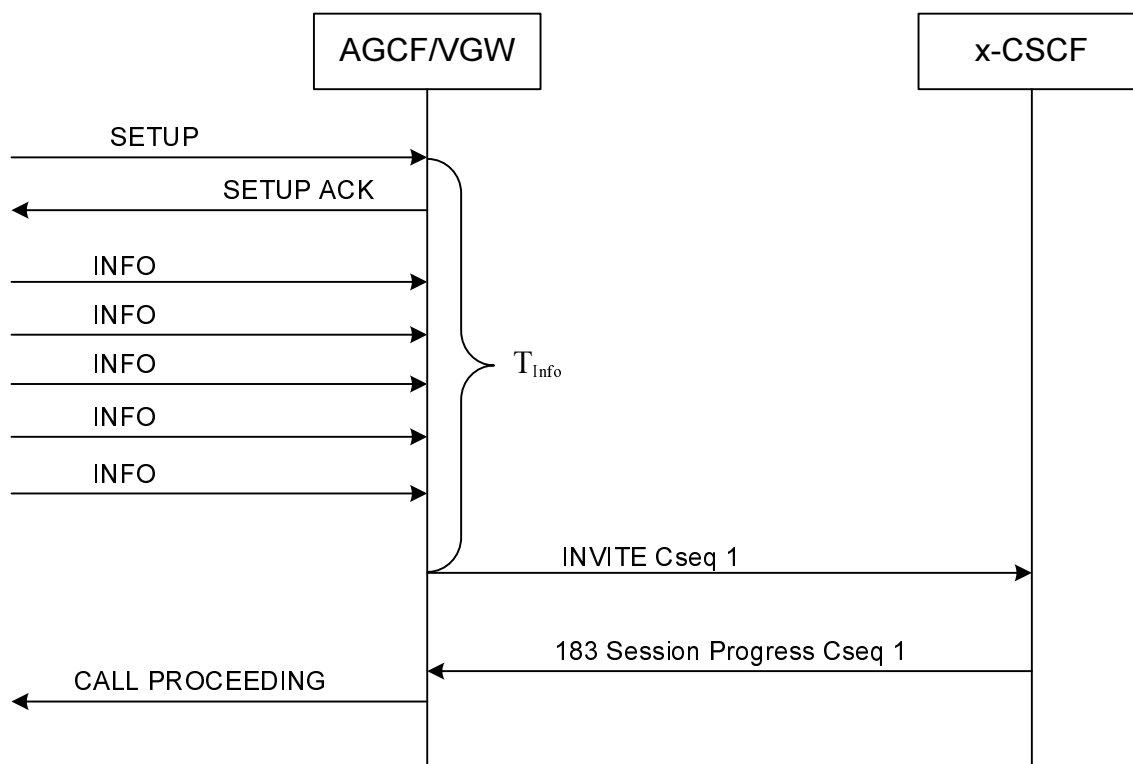 AGCF/VGW
x-CSCF
SETUP
SETUP ACK
INFO
INFO
INFO
INFO
INFO
TInfo
INVITE Cseq 1
183 Session Progress Cseq 1
CALL PROCEEDING